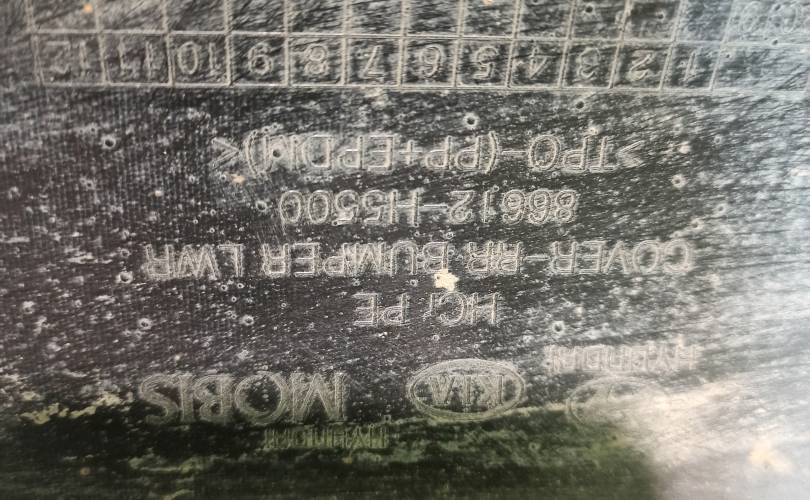 HYUNDAI
KIA MOBIS
HYUNDAI
HCr PE
COVER-RR BUMPER LWR
86612-H5500
>TPO-(PP+EPDM)<
1 2 3 4 5 6 7 8 9 10 11 12